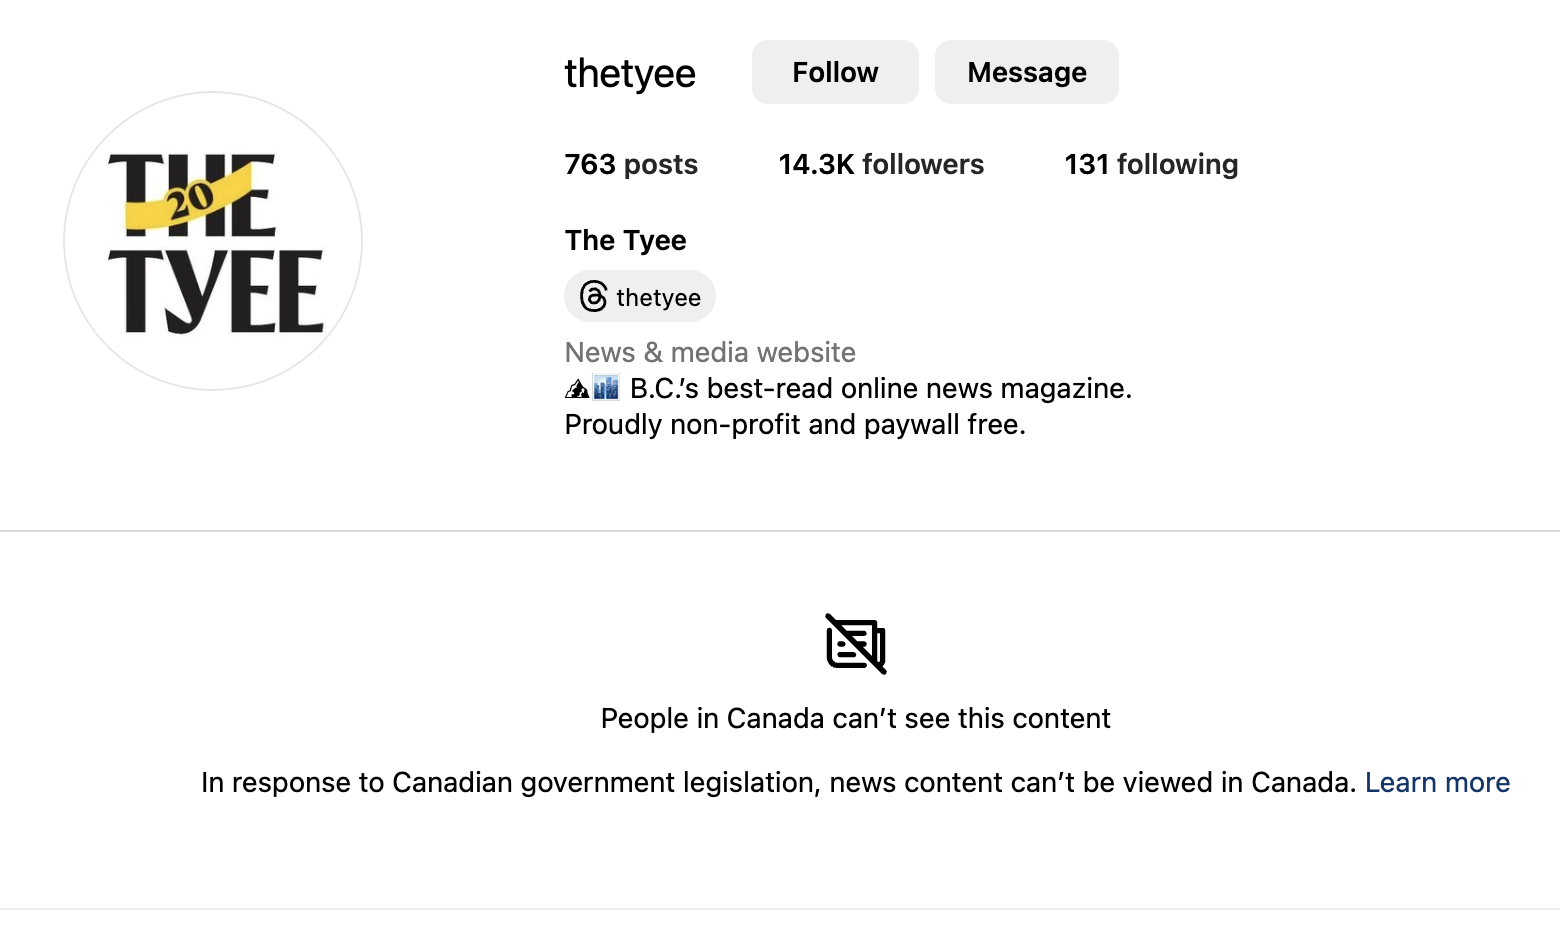 THE
20
TYEE
thetyee Follow Message
763 posts 14.3K followers 131 following
The Tyee
thetyee
News & media website
🏔🏙 B.C.’s best-read online news magazine.
Proudly non-profit and paywall free.
People in Canada can’t see this content
In response to Canadian government legislation, news content can’t be viewed in Canada. Learn more